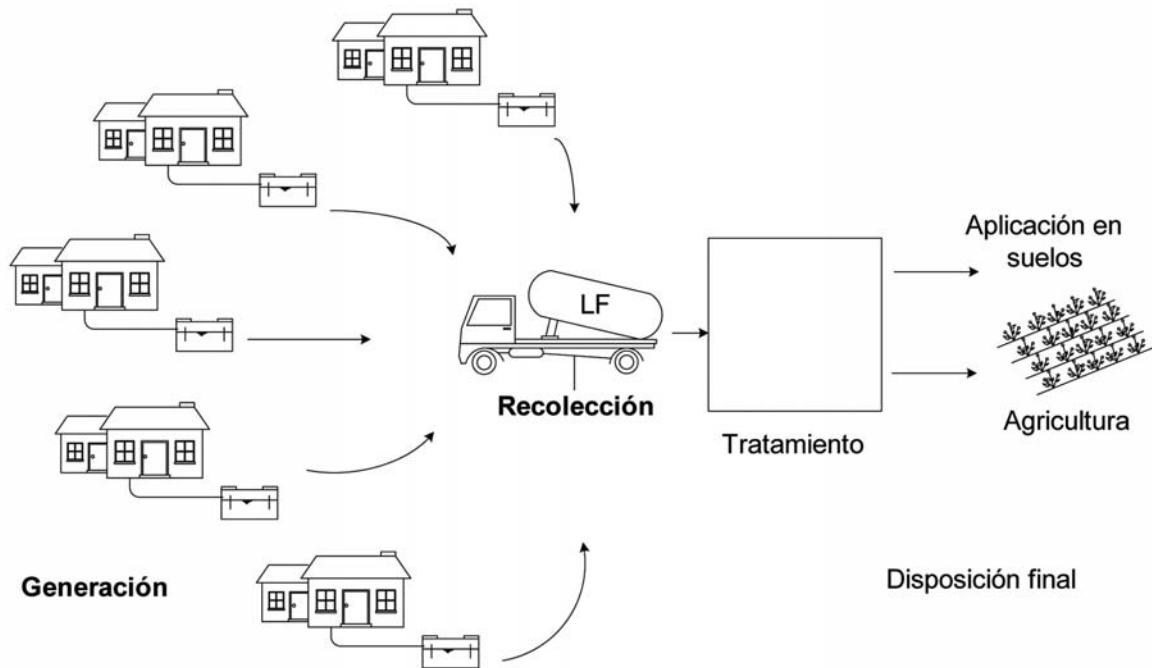 LF
Recolección
Generación
Tratamiento
Aplicación en
suelos
Agricultura
Disposición final